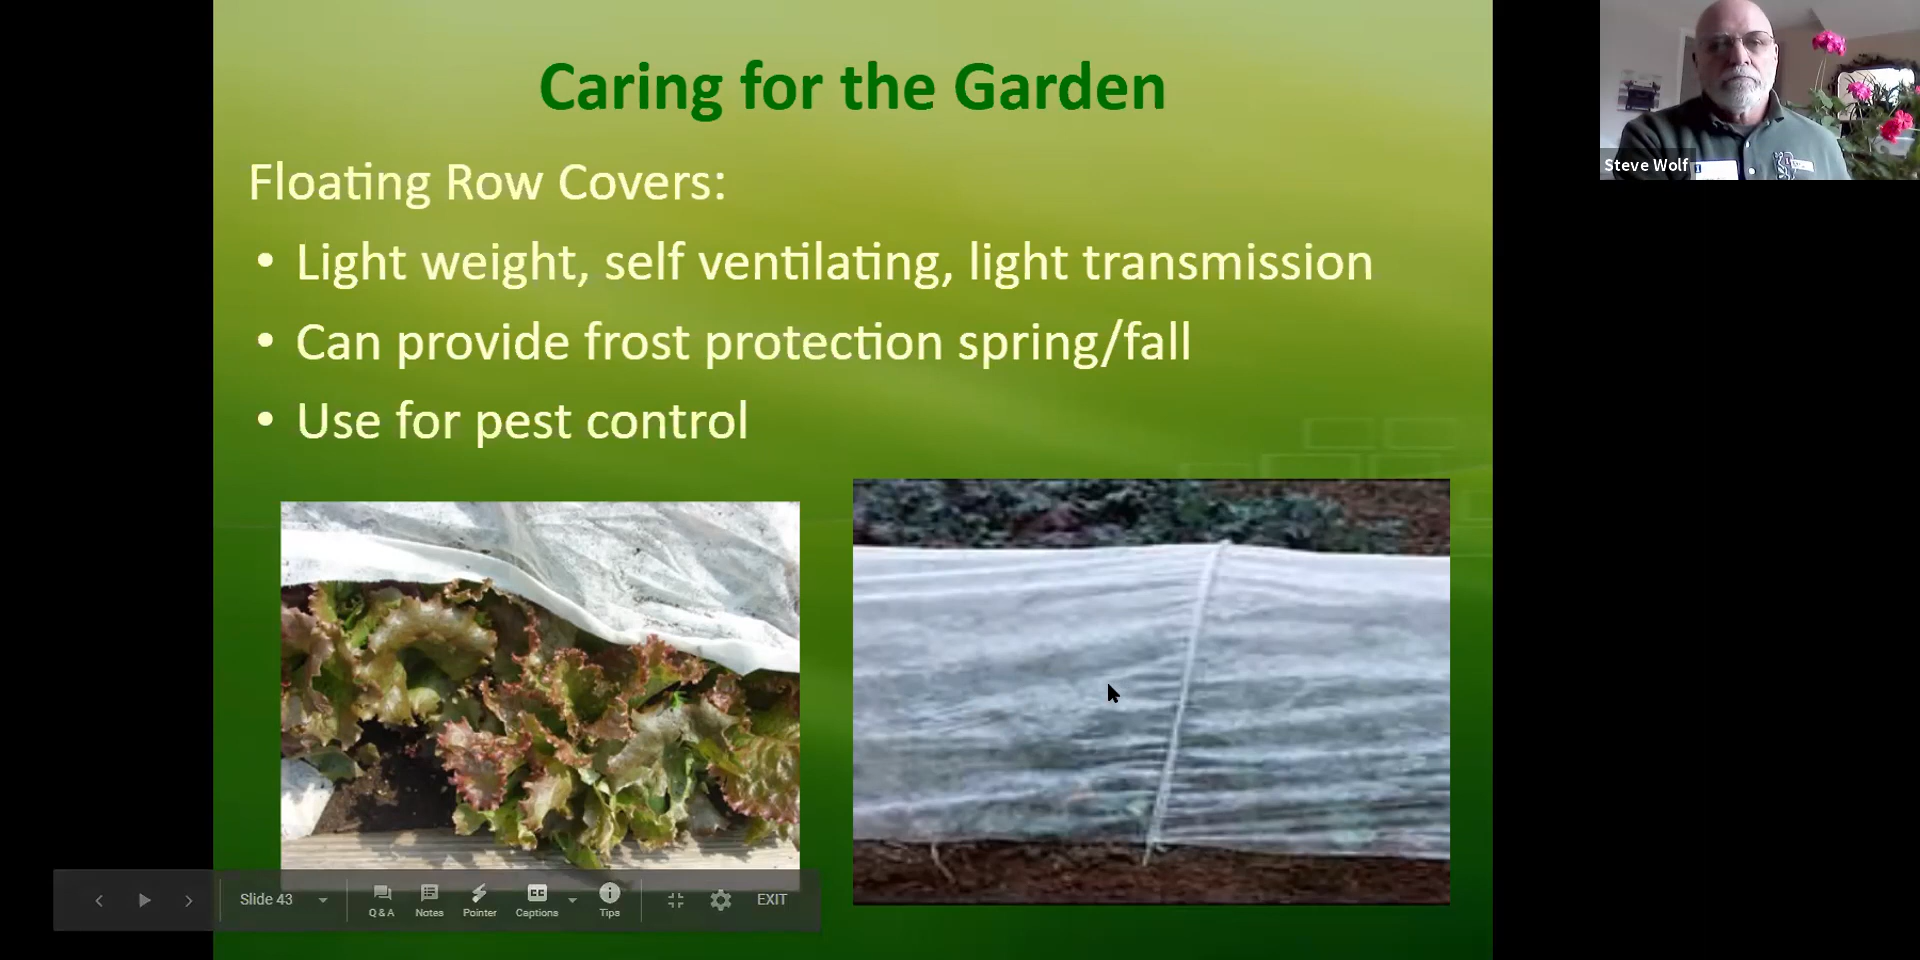 Caring for the Garden
Floating Row Covers:
• Light weight, self ventilating, light transmission
• Can provide frost protection spring/fall
• Use for pest control
Steve Wolf
Slide 43
Q & A
Notes
Pointer
CC
Captions
Tips
EXIT